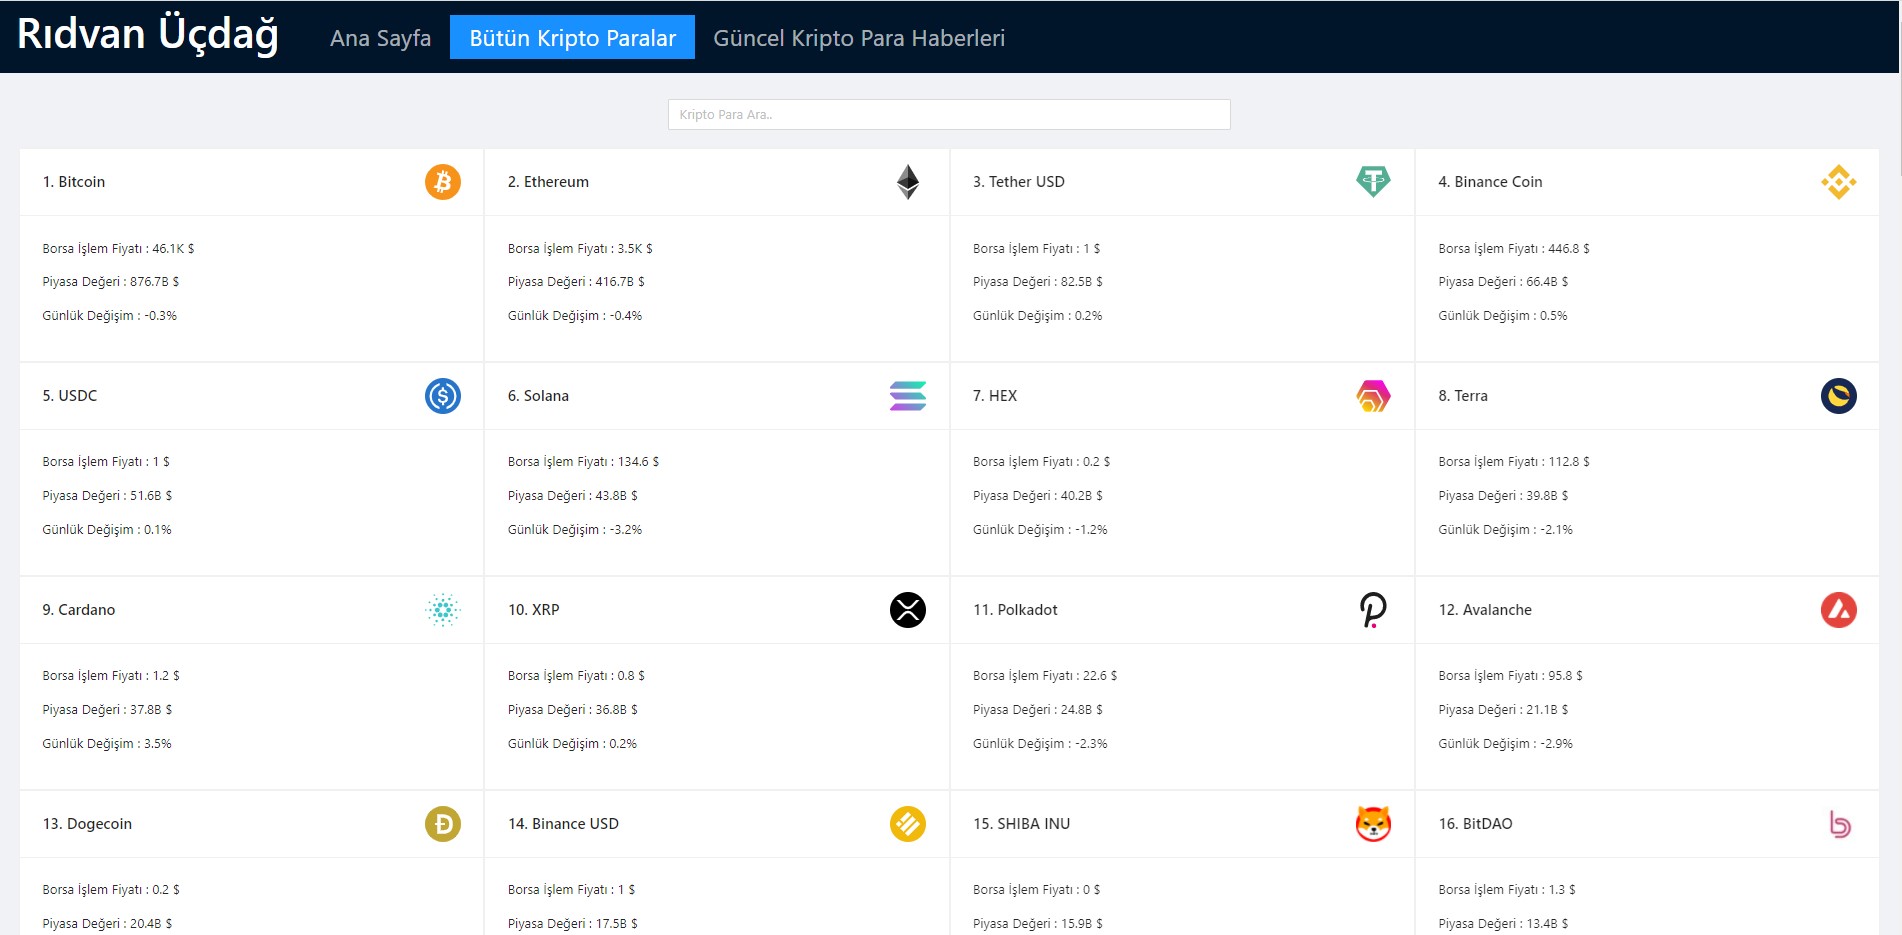 Rıdvan Üçdağ
Ana Sayfa
Bütün Kripto Paralar
Güncel Kripto Para Haberleri
Kripto Para Ara..
1. Bitcoin
Borsa İşlem Fiyatı : 46.1K $
Piyasa Değeri : 876.7B $
Günlük Değişim : -0.3%
2. Ethereum
Borsa İşlem Fiyatı : 3.5K $
Piyasa Değeri : 416.7B $
Günlük Değişim : -0.4%
3. Tether USD
Borsa İşlem Fiyatı : 1 $
Piyasa Değeri : 82.5B $
Günlük Değişim : 0.2%
4. Binance Coin
Borsa İşlem Fiyatı : 446.8 $
Piyasa Değeri : 66.4B $
Günlük Değişim : 0.5%
5. USDC
Borsa İşlem Fiyatı : 1 $
Piyasa Değeri : 51.6B $
Günlük Değişim : 0.1%
6. Solana
Borsa İşlem Fiyatı : 134.6 $
Piyasa Değeri : 43.8B $
Günlük Değişim : -3.2%
7. HEX
Borsa İşlem Fiyatı : 0.2 $
Piyasa Değeri : 40.2B $
Günlük Değişim : -1.2%
8. Terra
Borsa İşlem Fiyatı : 112.8 $
Piyasa Değeri : 39.8B $
Günlük Değişim : -2.1%
9. Cardano
Borsa İşlem Fiyatı : 1.2 $
Piyasa Değeri : 37.8B $
Günlük Değişim : 3.5%
10. XRP
Borsa İşlem Fiyatı : 0.8 $
Piyasa Değeri : 36.8B $
Günlük Değişim : 0.2%
11. Polkadot
Borsa İşlem Fiyatı : 22.6 $
Piyasa Değeri : 24.8B $
Günlük Değişim : -2.3%
12. Avalanche
Borsa İşlem Fiyatı : 95.8 $
Piyasa Değeri : 21.1B $
Günlük Değişim : -2.9%
13. Dogecoin
Borsa İşlem Fiyatı : 0.2 $
Piyasa Değeri : 20.4B $
14. Binance USD
Borsa İşlem Fiyatı : 1 $
Piyasa Değeri : 17.5B $
15. SHIBA INU
Borsa İşlem Fiyatı : 0 $
Piyasa Değeri : 15.9B $
16. BitDAO
Borsa İşlem Fiyatı : 1.3 $
Piyasa Değeri : 13.4B $